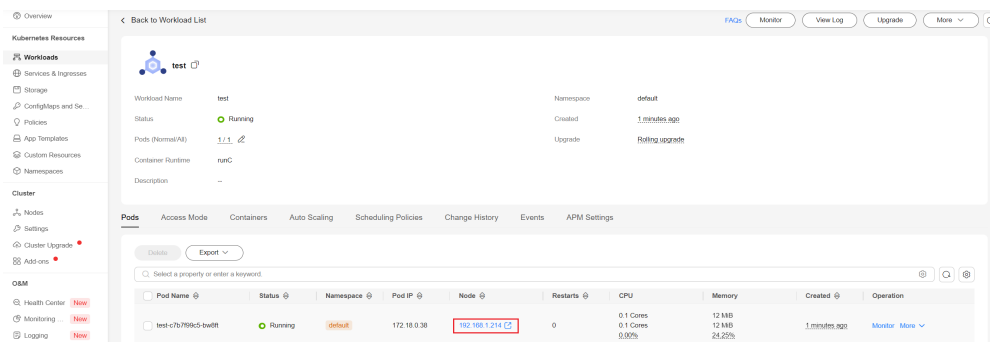 Overview
Kubernetes Resources
Workloads
Services & Ingresses
Storage
ConfigMaps and Se...
Policies
App Templates
Custom Resources
Namespaces
Cluster
Nodes
Settings
Cluster Upgrade
Add-ons
O&M
Health Center New
Monitoring ... New
Logging New
Back to Workload List
FAQs Monitor View Log Upgrade More
test
Workload Name test
Namespace default
Status Running
Created 1 minutes ago
Pods (Normal/All) 1 / 1
Upgrade Rolling upgrade
Container Runtime runC
Description --
Pods Access Mode Containers Auto Scaling Scheduling Policies Change History Events APM Settings
Delete Export
Select a property or enter a keyword.
Pod Name Status Namespace Pod IP Node Restarts CPU Memory Created Operation
test-c7b7f99c5-bw8ft Running default 172.18.0.38 192.168.1.214 0 0.1 Cores 12 MiB 1 minutes ago Monitor More
0.1 Cores 12 MiB
0.00% 24.25%